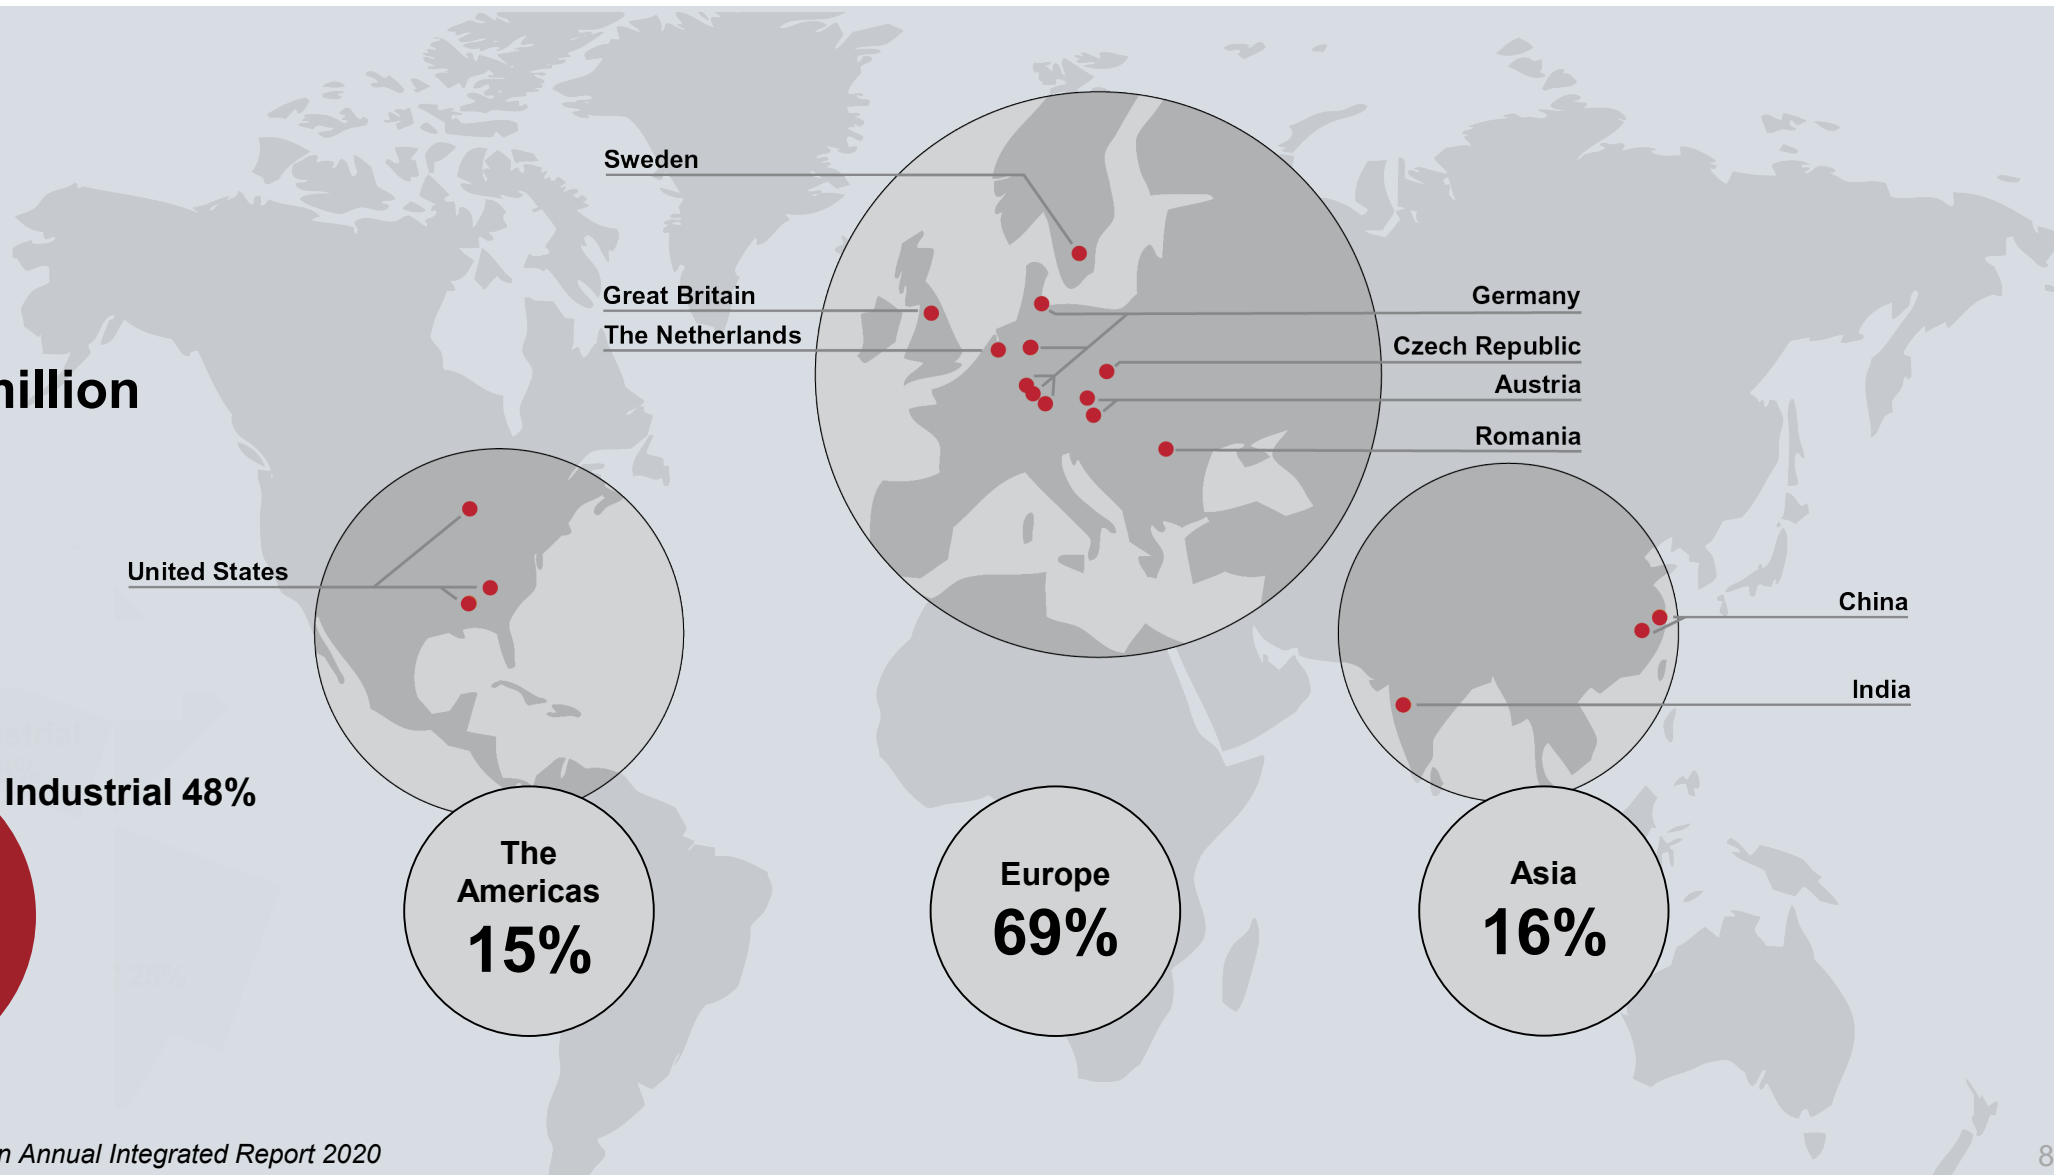 Sweden
Great Britain
The Netherlands
Germany
Czech Republic
Austria
Romania
United States
China
India
Industrial 48%
The
Americas
15%
Europe
69%
Asia
16%
Annual Integrated Report 2020
8